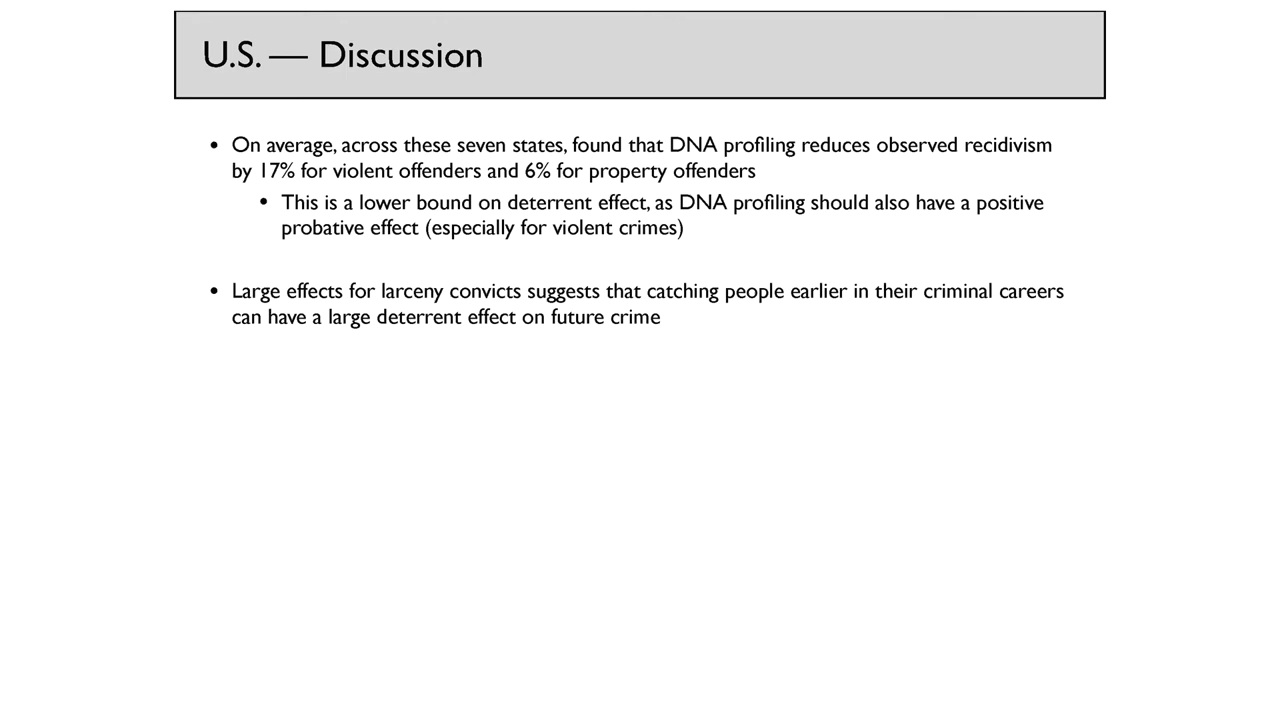 U.S. — Discussion
• On average, across these seven states, found that DNA profiling reduces observed recidivism
by 17% for violent offenders and 6% for property offenders
• This is a lower bound on deterrent effect, as DNA profiling should also have a positive
probative effect (especially for violent crimes)
• Large effects for larceny convicts suggests that catching people earlier in their criminal careers
can have a large deterrent effect on future crime